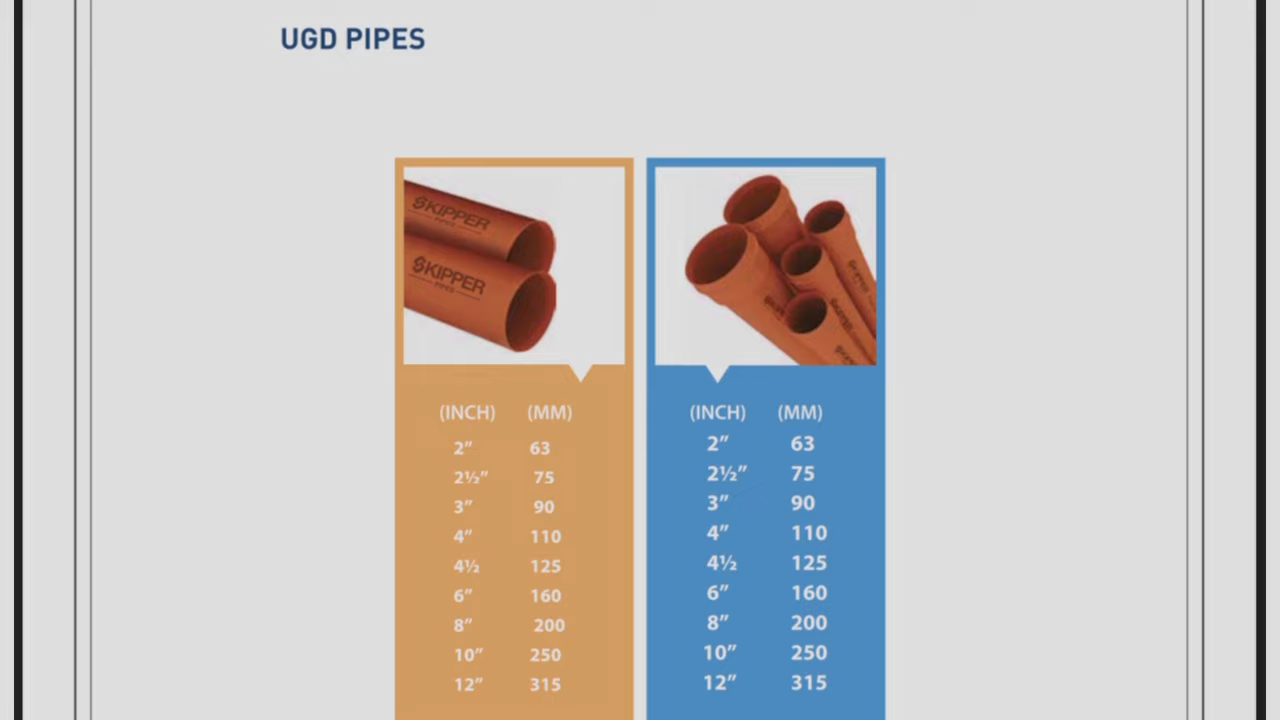 UGD PIPES
SKIPPER
PIPES
SKIPPER
PIPES
(INCH) (MM)
2” 63
2½” 75
3” 90
4” 110
4½ 125
6” 160
8” 200
10” 250
12” 315
(INCH) (MM)
2” 63
2½” 75
3” 90
4” 110
4½ 125
6” 160
8” 200
10” 250
12” 315